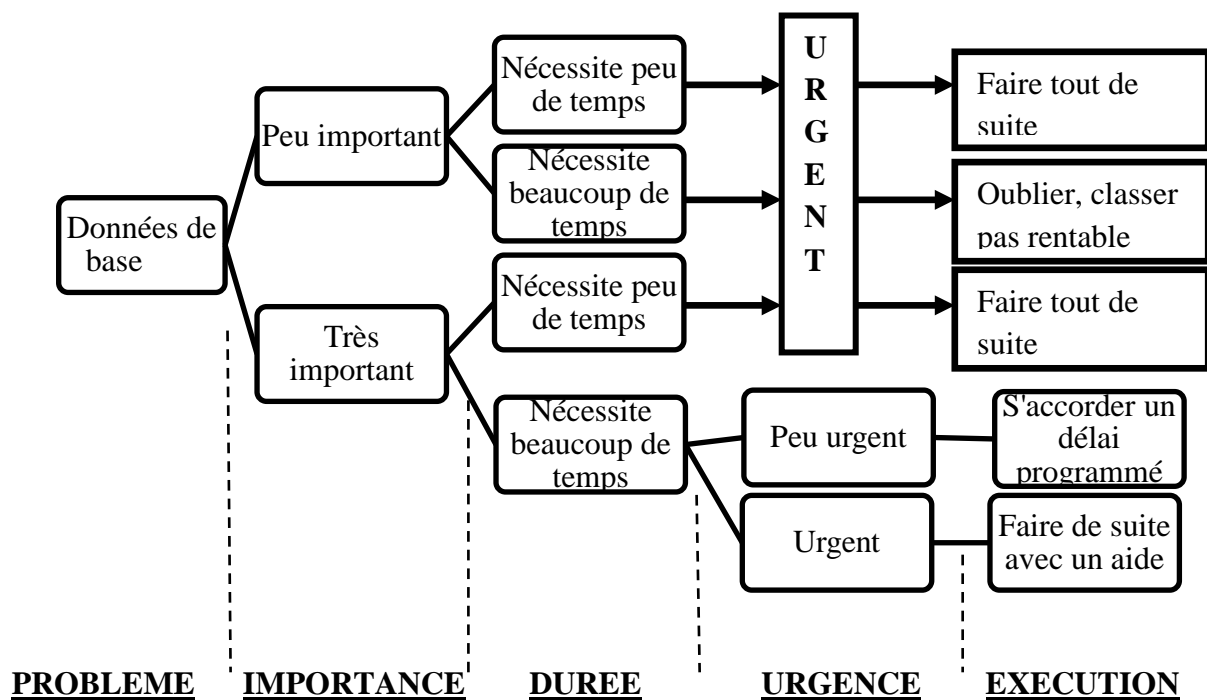 Données de
base
Peu important
Très
important
Nécessite peu
de temps
Nécessite
beaucoup de
temps
Nécessite peu
de temps
Nécessite
beaucoup de
temps
U
R
G
E
N
T
Peu urgent
Urgent
Faire tout de
suite
Oublier, classer
pas rentable
Faire tout de
suite
S'accorder un
délai
programmé
Faire de suite
avec un aide
PROBLEME IMPORTANCE DUREE URGENCE EXECUTION